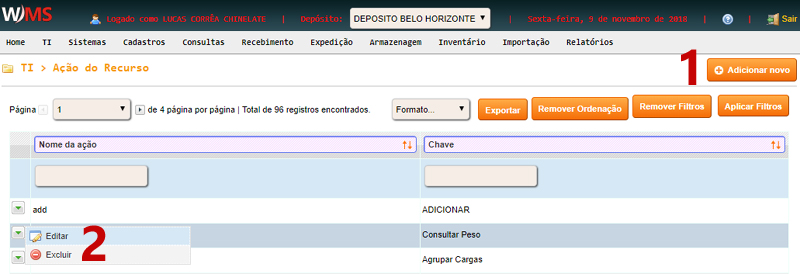 WMS Logado como LUCAS CORRÊA CHINELATE | Depósito: DEPOSITO BELO HORIZONTE | Sexta-feira, 9 de novembro de 2018 | ? | Sair
Home TI Sistemas Cadastros Consultas Recebimento Expedição Armazenagem Inventário Importação Relatórios
TI > Ação do Recurso
1
Adicionar novo
Página 1 de 4 página por página | Total de 96 registros encontrados. Formato... Exportar Remover Ordenação Remover Filtros Aplicar Filtros
Nome da ação Chave
add ADICIONAR
Editar Consultar Peso
2
Excluir Agrupar Cargas